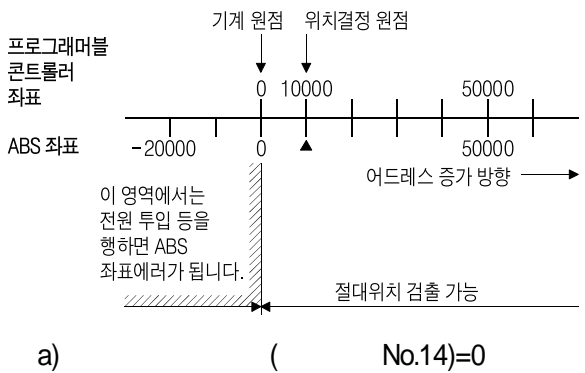 기계 원점 위치결정 원점
프로그래머블
콘트롤러
좌표
0 10000 50000
ABS 좌표 -20000 0 50000
어드레스 증가 방향
이 영역에서는
전원 투입 등을
행하면 ABS
좌표에러가 됩니다.
절대위치 검출 가능
a) ( No.14)=0